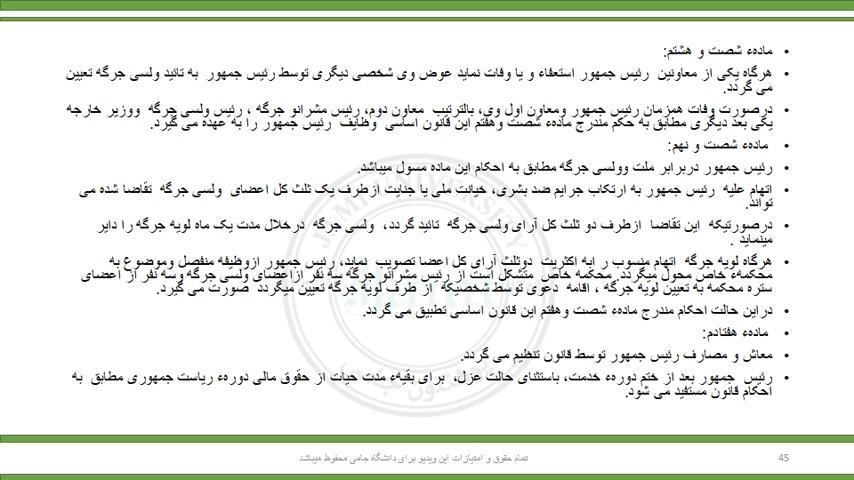 • ماده‌ء شصت و هشتم:
• هرگاه یکی از معاونین رئیس جمهور استعفاء و یا وفات نماید عوض وی شخصی دیگری توسط رئیس جمهور به تائید ولسی جرگه تعیین
می گردد.
• درصورت وفات همزمان رئیس جمهور ومعاون اول وی، بالترتیب معاون دوم، رئیس مشرانو جرگه ، رئیس ولسی جرگه ووزیر خارجه
یکی بعد دیگری مطابق به حکم مندرج ماده‌ء شصت وهفتم این قانون اساسی وظایف رئیس جمهور را به عهده می گیرد.
• ماده‌ء شصت و نهم:
• رئیس جمهور دربرابر ملت وولسی جرگه مطابق به احکام این ماده مسول میباشد.
• اتهام علیه رئیس جمهور به ارتکاب جرایم ضد بشری، خیانت ملی یا جنایت ازطرف یک ثلث کل اعضای ولسی جرگه تقاضا شده می
تواند.
• درصورتیکه این تقاضا ازطرف دو ثلث کل آرای ولسی جرگه تائید گردد، ولسی جرگه درخلال مدت یک ماه لویه جرگه را دایر
مینماید .
• هرگاه لویه جرگه اتهام منسوب ر ابه اکثریت دوثلث آرای کل اعضا تصویب نماید، رئیس جمهور ازوظیفه منفصل وموضوع به
محکمه‌ء خاص محول میگردد. محکمه خاص متشکل است از رئیس مشرانو جرگه سه نفر ازاعضای ولسی جرگه وسه نفر از اعضای
ستره محکمه به تعیین لویه جرگه ، اقامه دعوی توسط شخصیکه از طرف لویه جرگه تعیین میگردد صورت می گیرد.
• دراین حالت احکام مندرج ماده‌ء شصت وهفتم این قانون اساسی تطبیق می گردد.
• ماده‌ء هفتادم:
• معاش و مصارف رئیس جمهور توسط قانون تنظیم می گردد.
• رئیس جمهور بعد از ختم دوره‌ء خدمت، باستثنای حالت عزل، برای بقیه‌ء مدت حیات از حقوق مالی دوره‌ء ریاست جمهوری مطابق به
احکام قانون مستفید می شود.
تمام حقوق و امتیازات این ویدیو برای دانشگاه جامی محفوظ میباشد
45